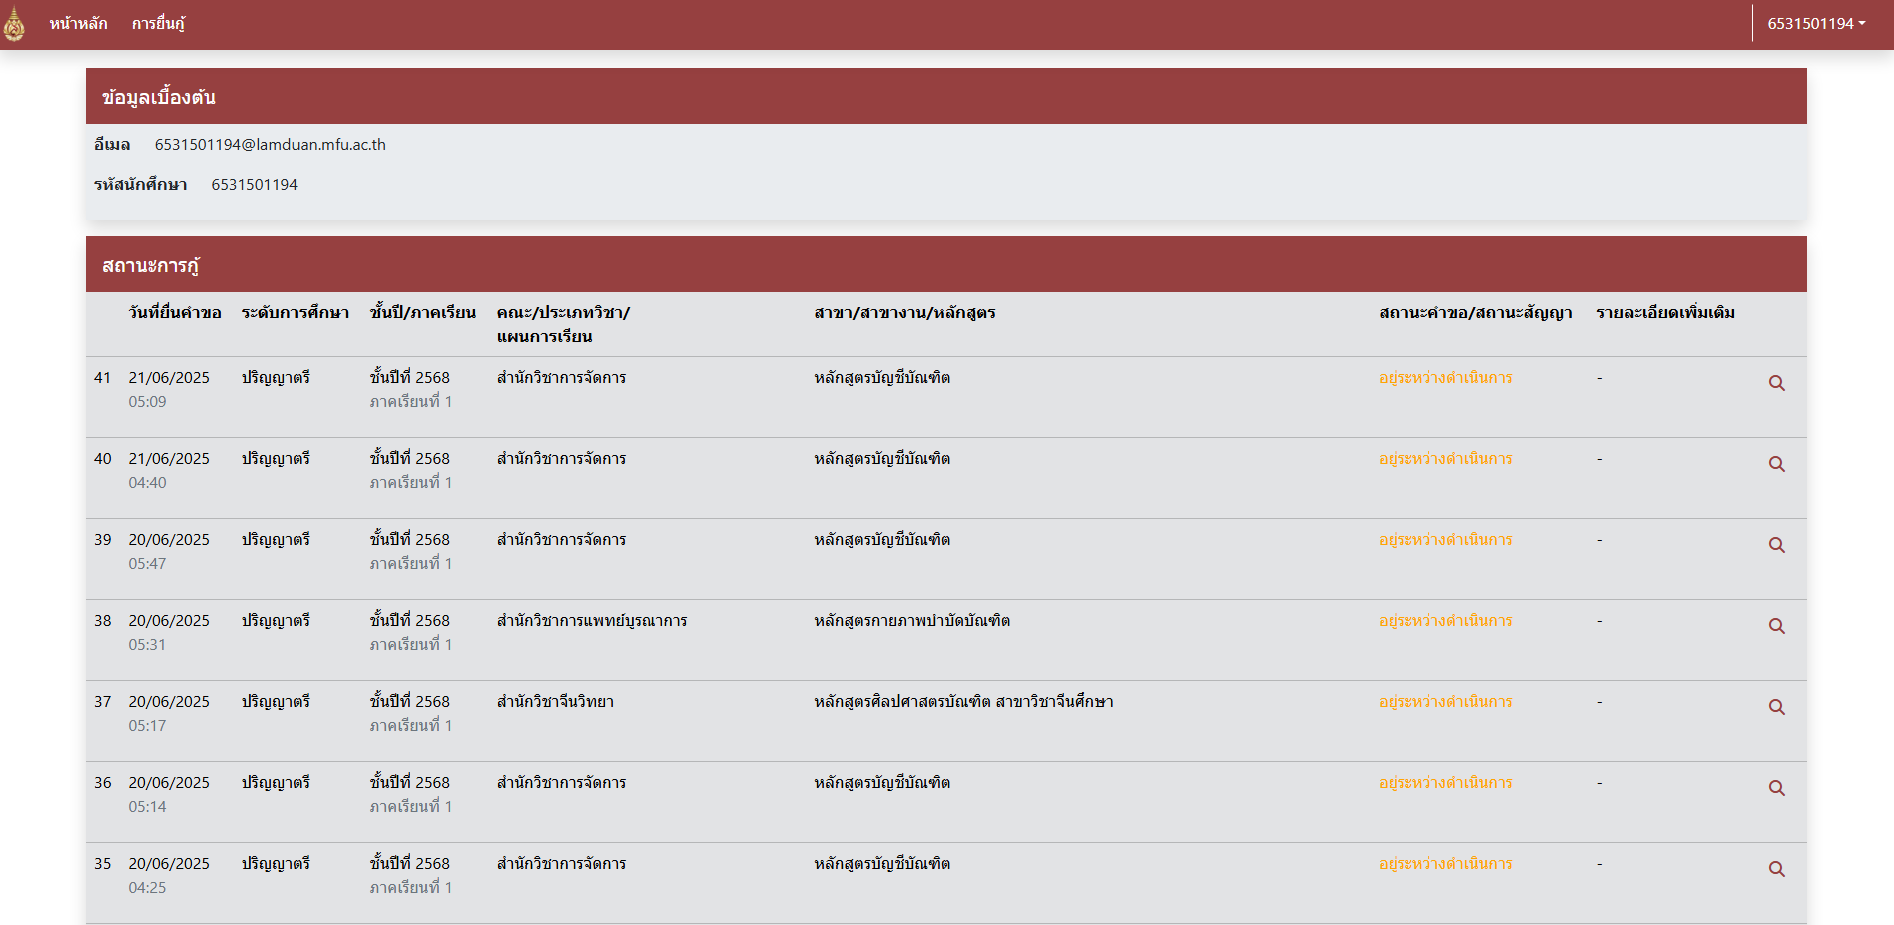 หน้าหลัก การยื่นกู้ 6531501194
ข้อมูลเบื้องต้น
อีเมล 6531501194@lamduan.mfu.ac.th
รหัสนักศึกษา 6531501194
สถานะการกู้
วันที่ยื่นคำขอ ระดับการศึกษา ชั้นปี/ภาคเรียน คณะ/ประเภทวิชา/ สาขา/สาขางาน/หลักสูตร สถานะคำขอ/สถานะสัญญา รายละเอียดเพิ่มเติม
แผนการเรียน
41 21/06/2025 ปริญญาตรี ชั้นปีที่ 2568 สำนักวิชาการจัดการ หลักสูตรบัญชีบัณฑิต อยู่ระหว่างดำเนินการ -
05:09 ภาคเรียนที่ 1
40 21/06/2025 ปริญญาตรี ชั้นปีที่ 2568 สำนักวิชาการจัดการ หลักสูตรบัญชีบัณฑิต อยู่ระหว่างดำเนินการ -
04:40 ภาคเรียนที่ 1
39 20/06/2025 ปริญญาตรี ชั้นปีที่ 2568 สำนักวิชาการจัดการ หลักสูตรบัญชีบัณฑิต อยู่ระหว่างดำเนินการ -
05:47 ภาคเรียนที่ 1
38 20/06/2025 ปริญญาตรี ชั้นปีที่ 2568 สำนักวิชาการแพทย์บูรณาการ หลักสูตรกายภาพบำบัดบัณฑิต อยู่ระหว่างดำเนินการ -
05:31 ภาคเรียนที่ 1
37 20/06/2025 ปริญญาตรี ชั้นปีที่ 2568 สำนักวิชาจีนวิทยา หลักสูตรศิลปศาสตรบัณฑิต สาขาวิชาจีนศึกษา อยู่ระหว่างดำเนินการ -
05:17 ภาคเรียนที่ 1
36 20/06/2025 ปริญญาตรี ชั้นปีที่ 2568 สำนักวิชาการจัดการ หลักสูตรบัญชีบัณฑิต อยู่ระหว่างดำเนินการ -
05:14 ภาคเรียนที่ 1
35 20/06/2025 ปริญญาตรี ชั้นปีที่ 2568 สำนักวิชาการจัดการ หลักสูตรบัญชีบัณฑิต อยู่ระหว่างดำเนินการ -
04:25 ภาคเรียนที่ 1